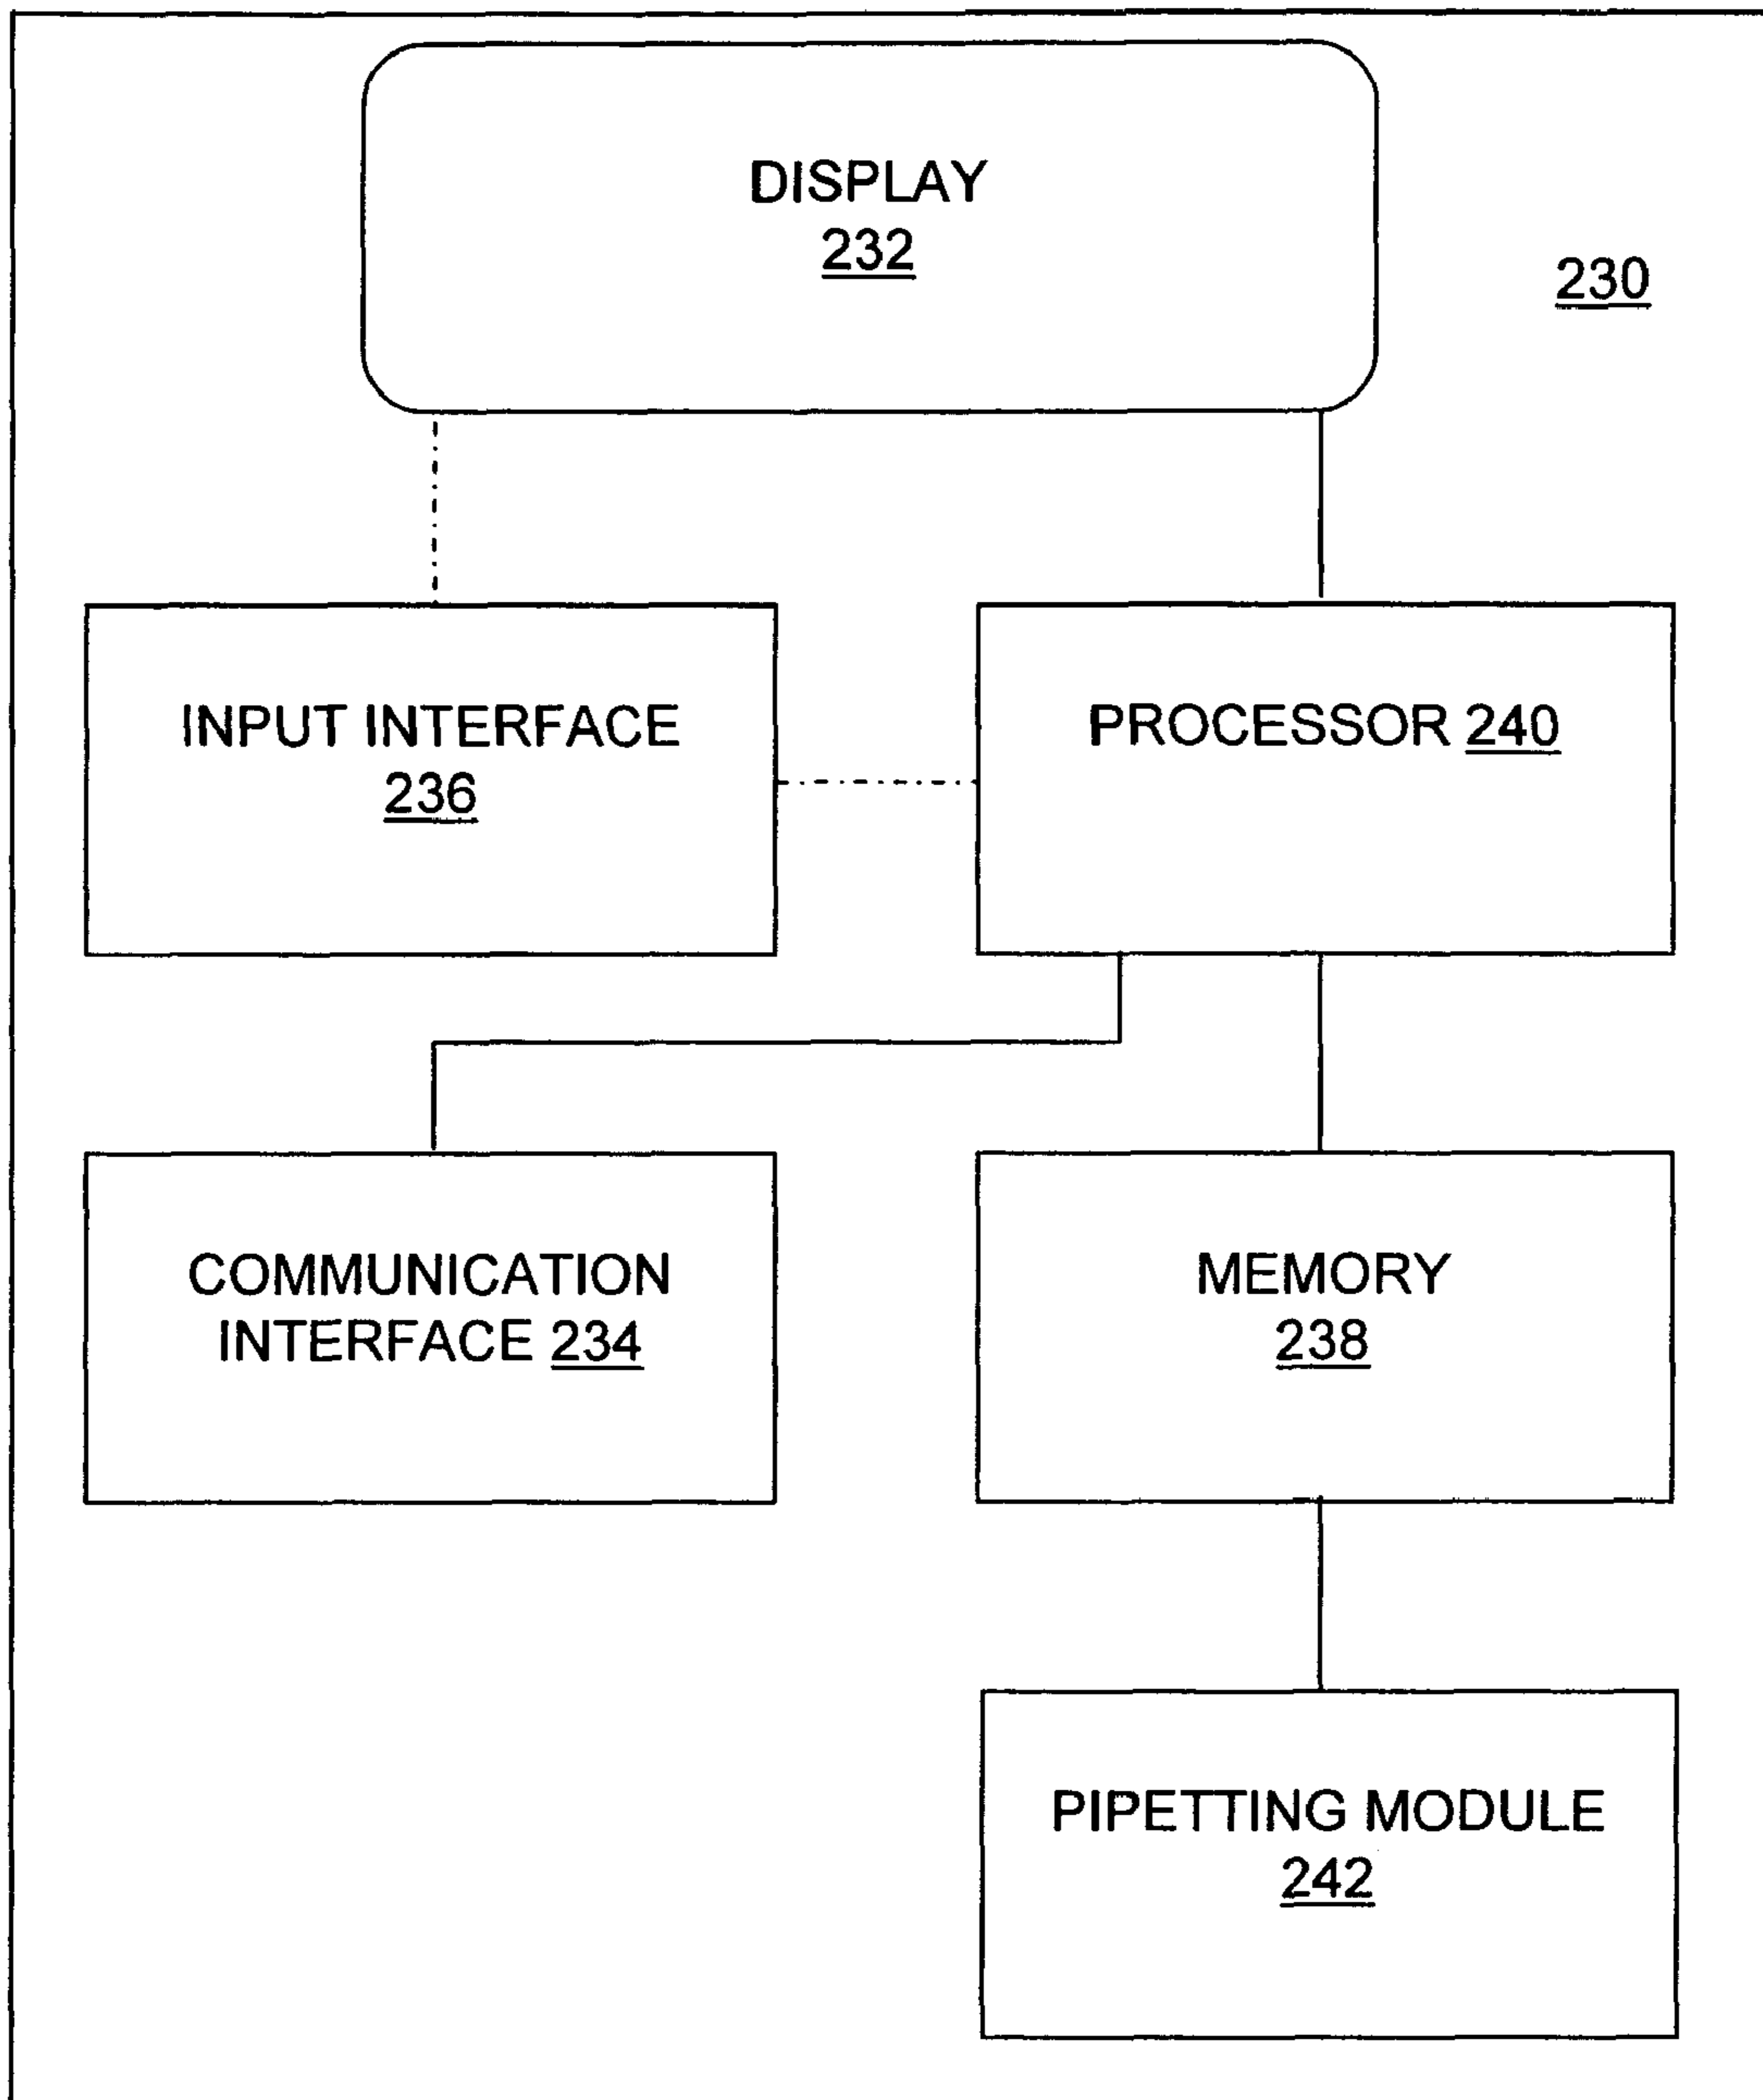 DISPLAY
232
230
INPUT INTERFACE
236
PROCESSOR 240
COMMUNICATION
INTERFACE 234
MEMORY
238
PIPETTING MODULE
242